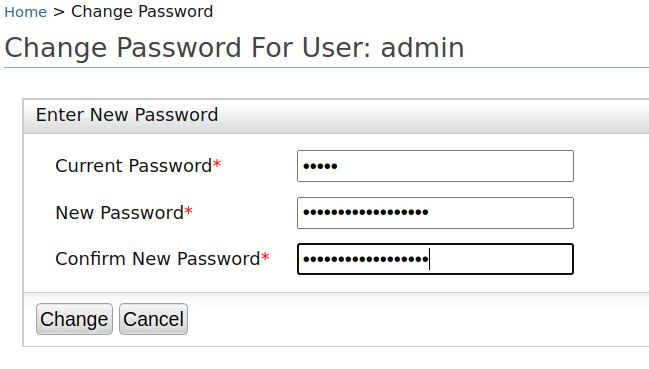 Home > Change Password
Change Password For User: admin
Enter New Password
Current Password* •••••
New Password* ••••••••••••••••••
Confirm New Password* ••••••••••••••••••
Change Cancel